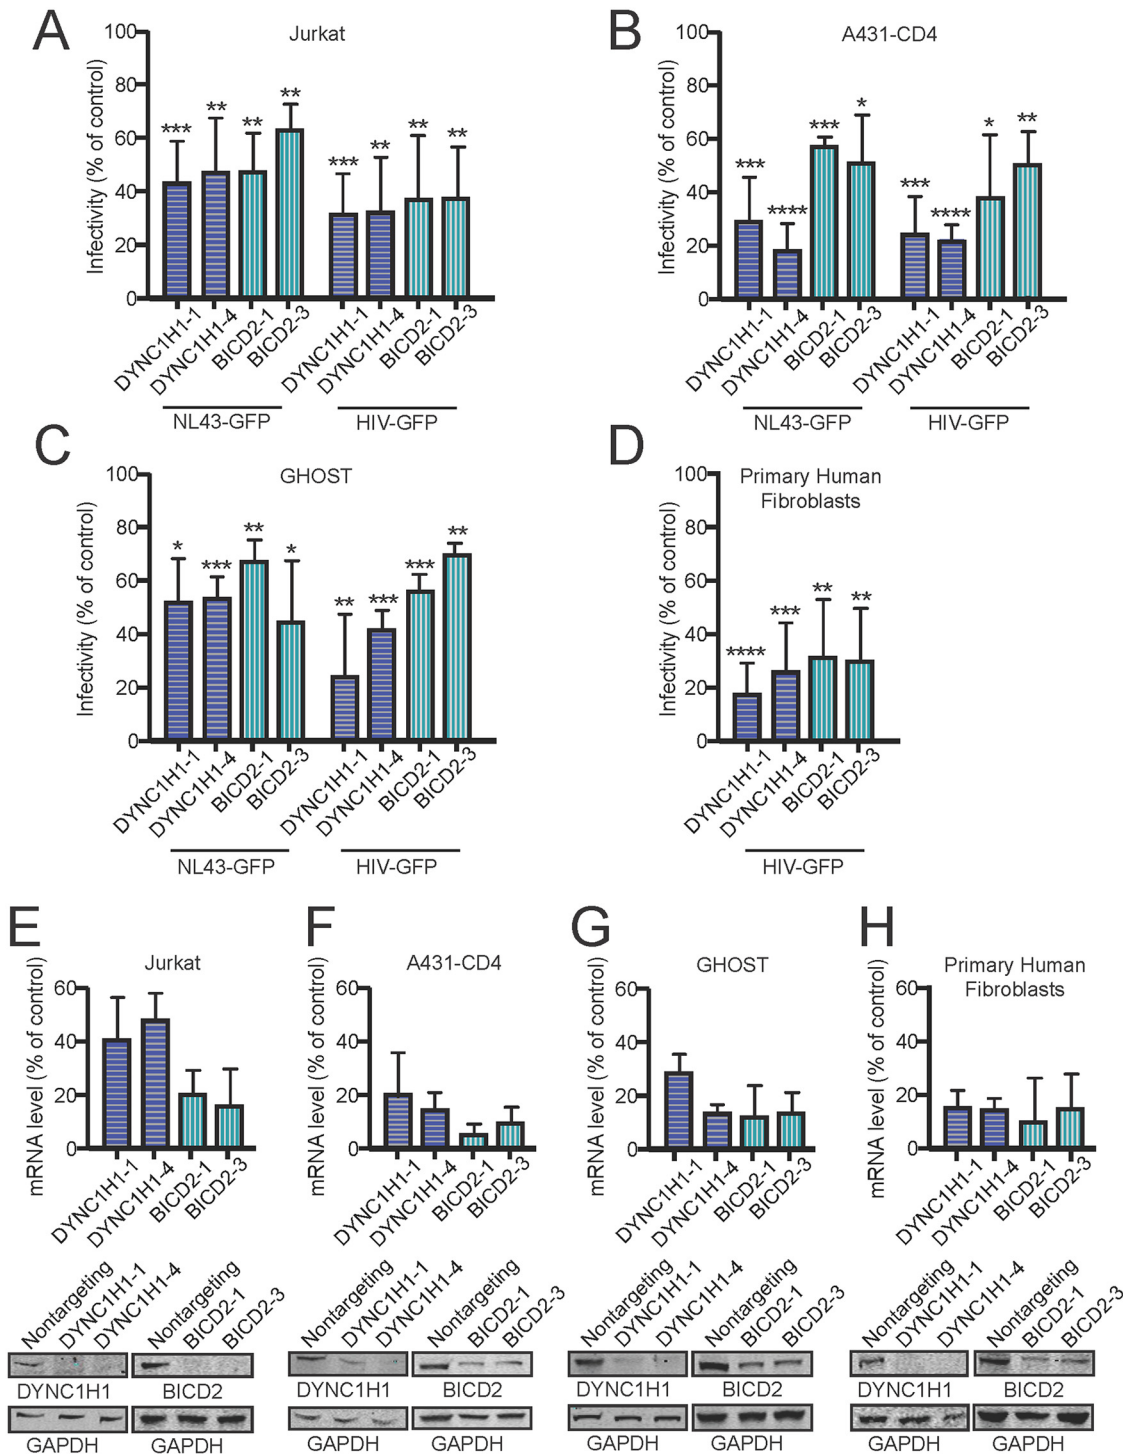 A
Jurkat
Infectivity (% of control)
100
80
60
40
20
0
***
**
**
**
***
**
**
**
DYNC1H1-1
DYNC1H1-4
BICD2-1
BICD2-3
DYNC1H1-1
DYNC1H1-4
BICD2-1
BICD2-3
NL43-GFP
HIV-GFP
B
A431-CD4
Infectivity (% of control)
100
80
60
40
20
0
***
****
***
*
***
****
*
**
DYNC1H1-1
DYNC1H1-4
BICD2-1
BICD2-3
DYNC1H1-1
DYNC1H1-4
BICD2-1
BICD2-3
NL43-GFP
HIV-GFP
C
GHOST
Infectivity (% of control)
100
80
60
40
20
0
*
***
**
*
**
***
***
**
DYNC1H1-1
DYNC1H1-4
BICD2-1
BICD2-3
DYNC1H1-1
DYNC1H1-4
BICD2-1
BICD2-3
NL43-GFP
HIV-GFP
D
Primary Human
Fibroblasts
Infectivity (% of control)
100
80
60
40
20
0
****
***
**
**
DYNC1H1-1
DYNC1H1-4
BICD2-1
BICD2-3
HIV-GFP
E
Jurkat
mRNA level (% of control)
60
40
20
0
DYNC1H1-1
DYNC1H1-4
BICD2-1
BICD2-3
Nontargeting
DYNC1H1-1
DYNC1H1-4
Nontargeting
BICD2-1
BICD2-3
DYNC1H1
BICD2
GAPDH
GAPDH
F
A431-CD4
mRNA level (% of control)
60
40
20
0
DYNC1H1-1
DYNC1H1-4
BICD2-1
BICD2-3
Nontargeting
DYNC1H1-1
DYNC1H1-4
Nontargeting
BICD2-1
BICD2-3
DYNC1H1
BICD2
GAPDH
GAPDH
G
GHOST
mRNA level (% of control)
60
40
20
0
DYNC1H1-1
DYNC1H1-4
BICD2-1
BICD2-3
Nontargeting
DYNC1H1-1
DYNC1H1-4
Nontargeting
BICD2-1
BICD2-3
DYNC1H1
BICD2
GAPDH
GAPDH
H
Primary Human
Fibroblasts
mRNA level (% of control)
60
40
20
0
DYNC1H1-1
DYNC1H1-4
BICD2-1
BICD2-3
Nontargeting
DYNC1H1-1
DYNC1H1-4
Nontargeting
BICD2-1
BICD2-3
DYNC1H1
BICD2
GAPDH
GAPDH